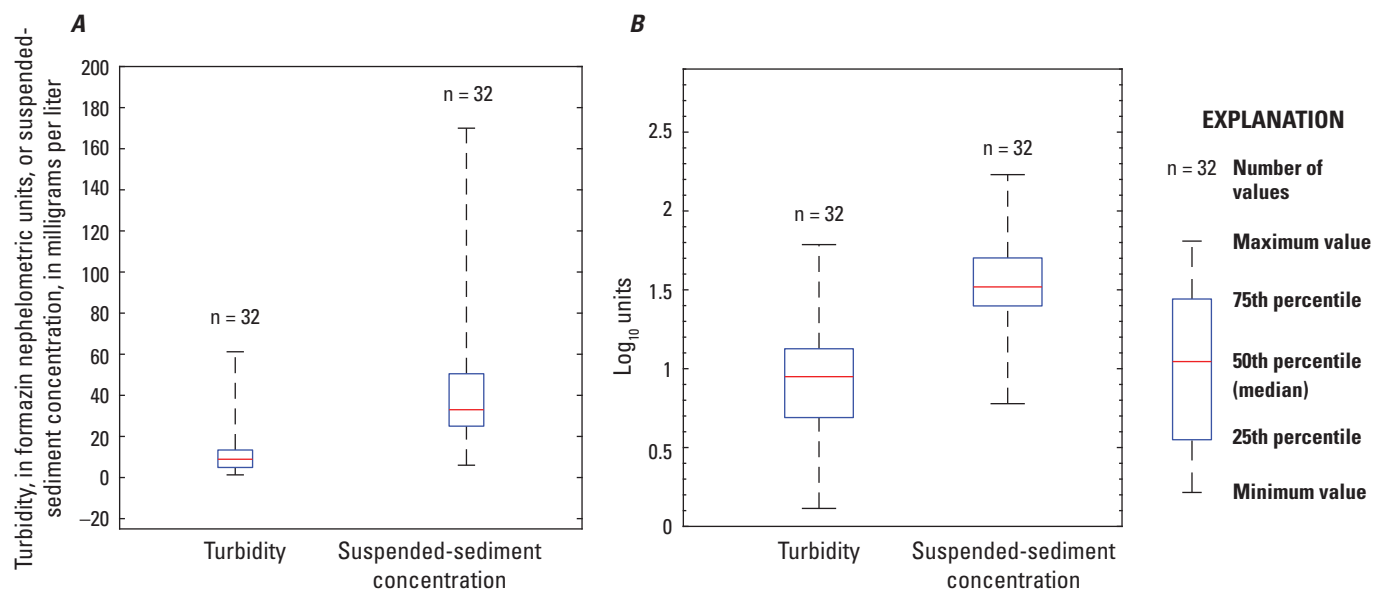 A
Turbidity, in formazin nephelometric units, or suspended-
sediment concentration, in milligrams per liter
200
180
160
140
120
100
80
60
40
20
0
–20
n = 32
n = 32
Turbidity
Suspended-sediment
concentration
B
Log10 units
2.5
2
1.5
1
0.5
0
n = 32
n = 32
Turbidity
Suspended-sediment
concentration
EXPLANATION
n = 32 Number of
values
Maximum value
75th percentile
50th percentile
(median)
25th percentile
Minimum value